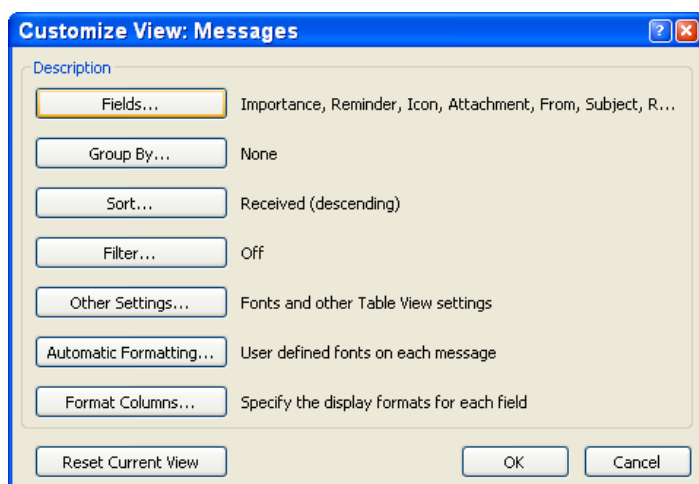 Customize View: Messages
Description
Fields... Importance, Reminder, Icon, Attachment, From, Subject, R...
Group By... None
Sort... Received (descending)
Filter... Off
Other Settings... Fonts and other Table View settings
Automatic Formatting... User defined fonts on each message
Format Columns... Specify the display formats for each field
Reset Current View OK Cancel